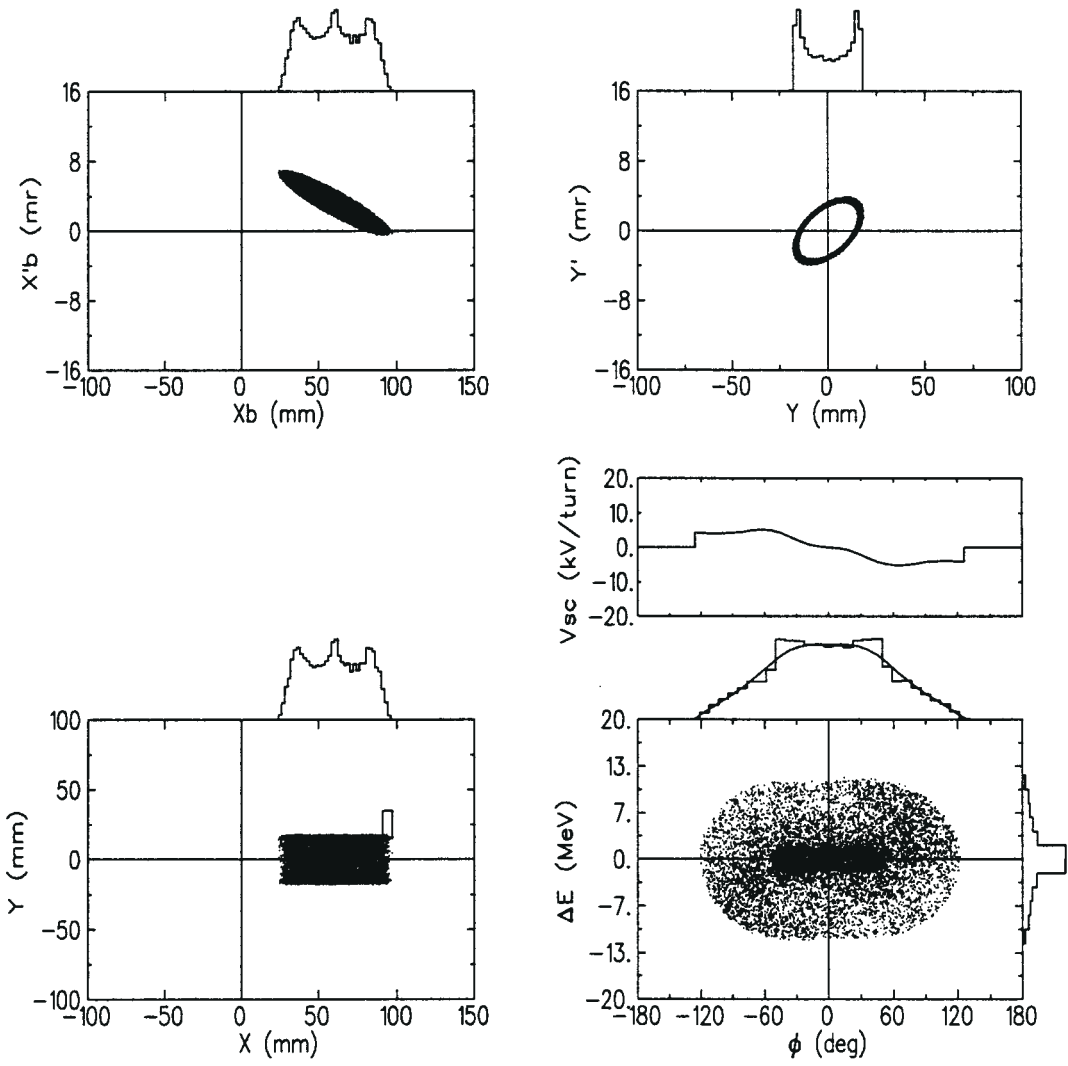 16
8
0
−8
−16
X'b (mr)
−100 −50 0 50 100 150
Xb (mm)
16
8
0
−8
−16
Y' (mr)
−100 −50 0 50 100
Y (mm)
20.
10.
0.
−10.
−20.
Vsc (kV/turn)
100
50
0
−50
−100
Y (mm)
−100 −50 0 50 100 150
X (mm)
20.
13.
7.
0.
−7.
−13.
−20.
ΔE (MeV)
−180 −120 −60 0 60 120 180
ϕ (deg)